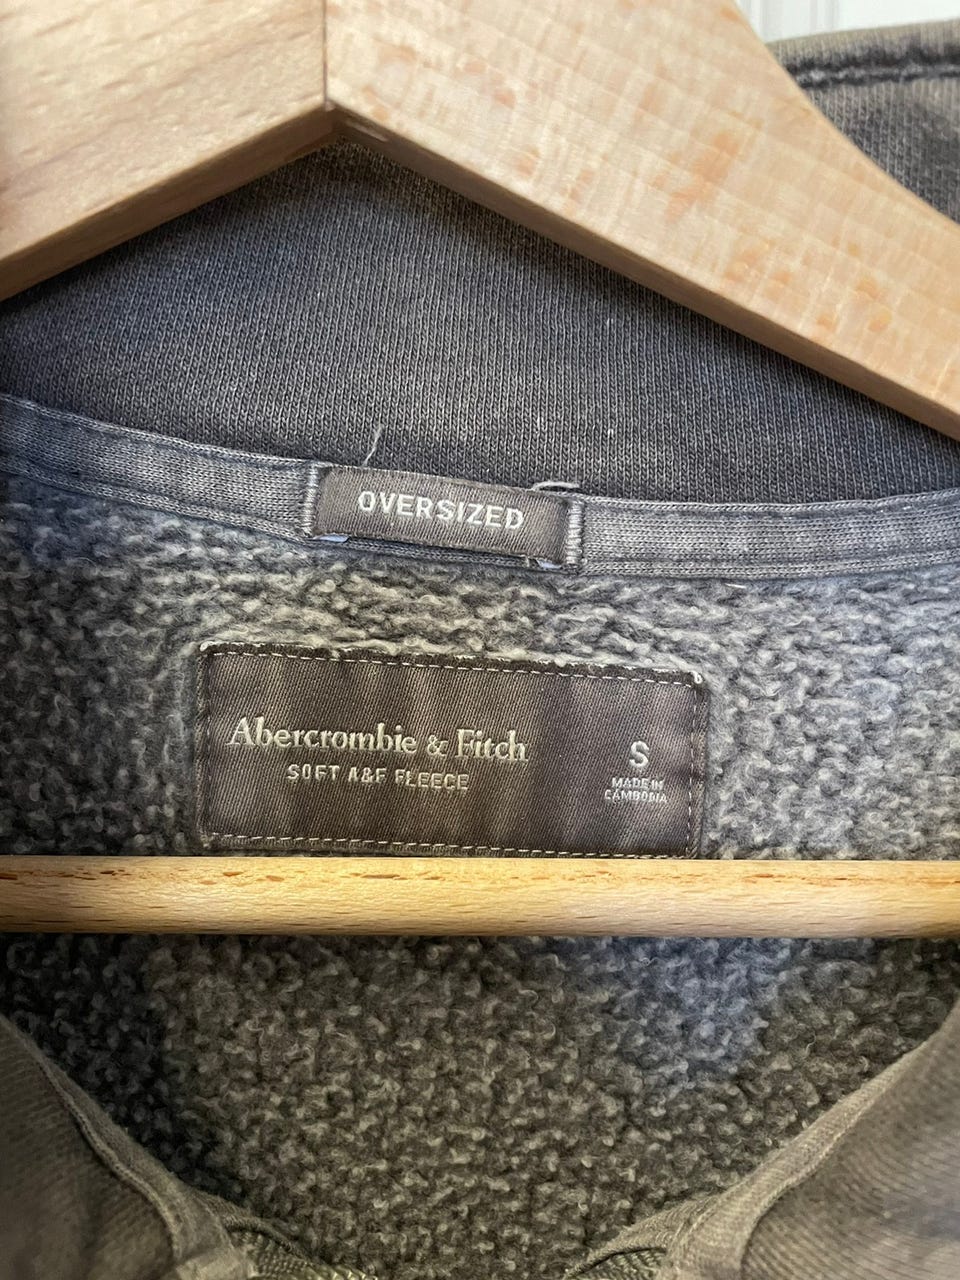 OVERSIZED
Abercrombie & Fitch
SOFT A&F FLEECE
S
MADE IN
CAMBODIA